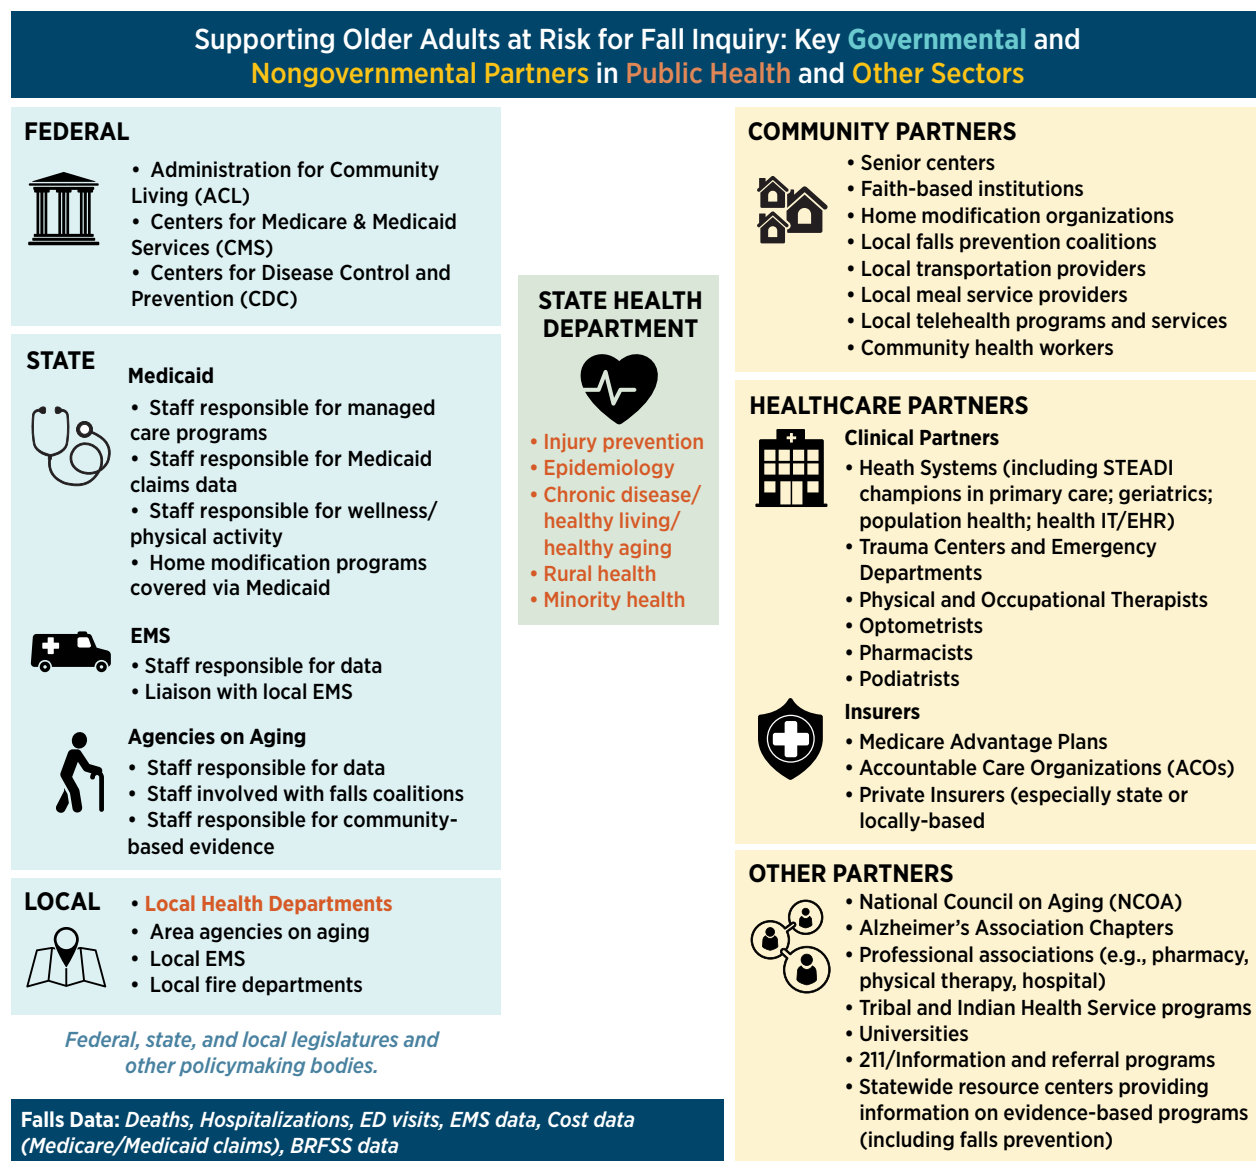 Supporting Older Adults at Risk for Fall Inquiry: Key Governmental and
Nongovernmental Partners in Public Health and Other Sectors
FEDERAL
• Administration for Community
Living (ACL)
• Centers for Medicare & Medicaid
Services (CMS)
• Centers for Disease Control and
Prevention (CDC)
STATE
Medicaid
• Staff responsible for managed
care programs
• Staff responsible for Medicaid
claims data
• Staff responsible for wellness/
physical activity
• Home modification programs
covered via Medicaid
EMS
• Staff responsible for data
• Liaison with local EMS
Agencies on Aging
• Staff responsible for data
• Staff involved with falls coalitions
• Staff responsible for community-
based evidence
LOCAL
• Local Health Departments
• Area agencies on aging
• Local EMS
• Local fire departments
Federal, state, and local legislatures and
other policymaking bodies.
Falls Data: Deaths, Hospitalizations, ED visits, EMS data, Cost data
(Medicare/Medicaid claims), BRFSS data
STATE HEALTH
DEPARTMENT
• Injury prevention
• Epidemiology
• Chronic disease/
healthy living/
healthy aging
• Rural health
• Minority health
COMMUNITY PARTNERS
• Senior centers
• Faith-based institutions
• Home modification organizations
• Local falls prevention coalitions
• Local transportation providers
• Local meal service providers
• Local telehealth programs and services
• Community health workers
HEALTHCARE PARTNERS
Clinical Partners
• Heath Systems (including STEADI
champions in primary care; geriatrics;
population health; health IT/EHR)
• Trauma Centers and Emergency
Departments
• Physical and Occupational Therapists
• Optometrists
• Pharmacists
• Podiatrists
Insurers
• Medicare Advantage Plans
• Accountable Care Organizations (ACOs)
• Private Insurers (especially state or
locally-based
OTHER PARTNERS
• National Council on Aging (NCOA)
• Alzheimer's Association Chapters
• Professional associations (e.g., pharmacy,
physical therapy, hospital)
• Tribal and Indian Health Service programs
• Universities
• 211/Information and referral programs
• Statewide resource centers providing
information on evidence-based programs
(including falls prevention)